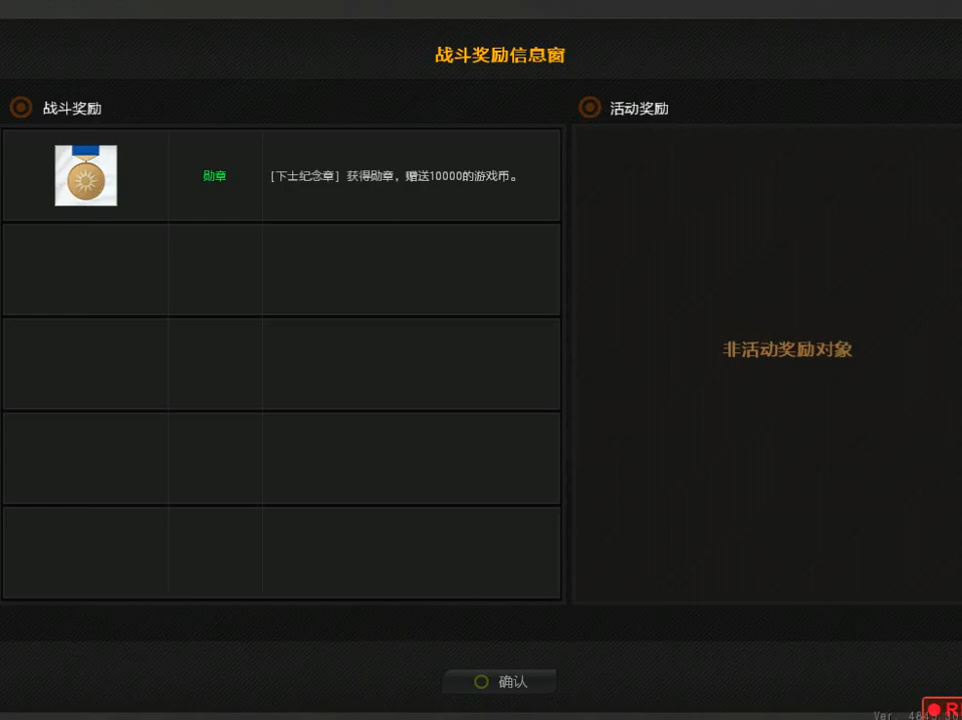 战斗奖励信息窗
战斗奖励
活动奖励
勋章
[下士纪念章] 获得勋章，赠送10000的游戏币。
非活动奖励对象
确认
Ver.